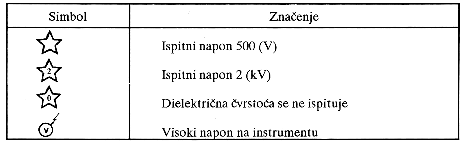 Simbol Značenje
Ispitni napon 500 (V)
2 Ispitni napon 2 (kV)
0 Dielektrična čvrstoća se ne ispituje
V Visoki napon na instrumentu